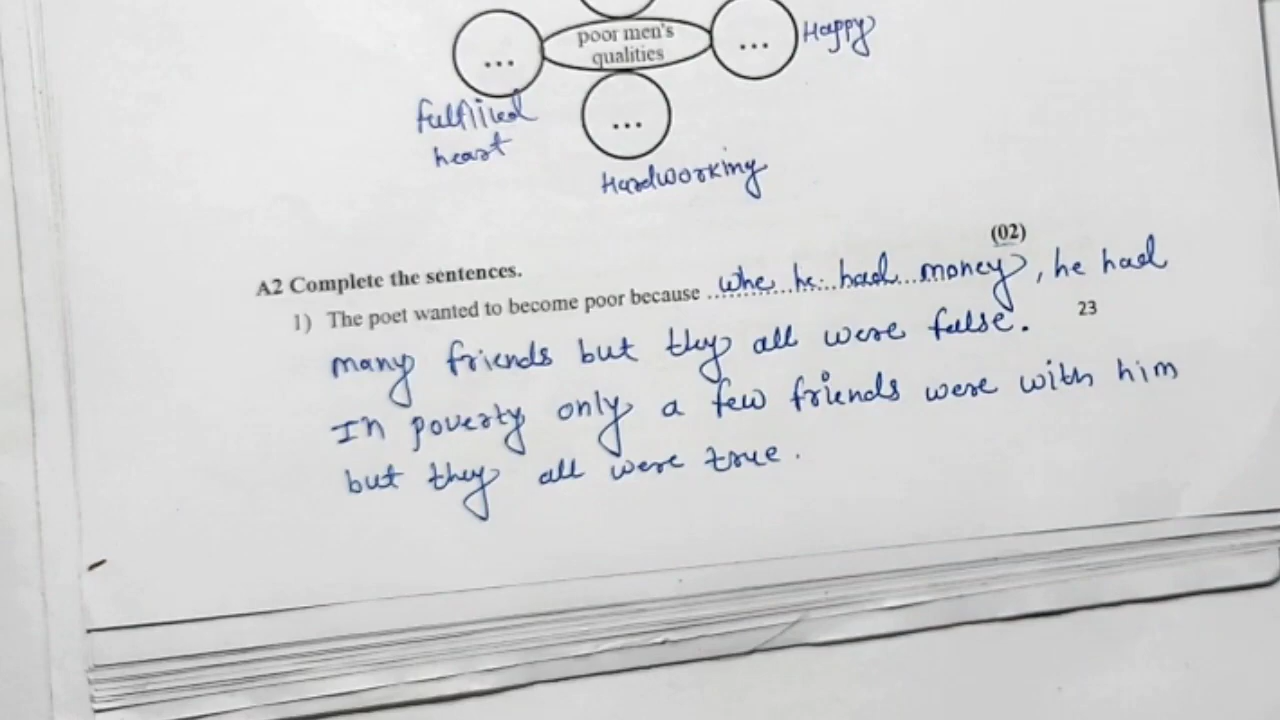 poor men's
qualities
...
...
Happy
fulfilled
heart
...
Hardworking
(02)
A2 Complete the sentences.
1) The poet wanted to become poor because ...whe he had money, he had
23
many friends but they all were false.
In poverty only a few friends were with him
but they all were true.